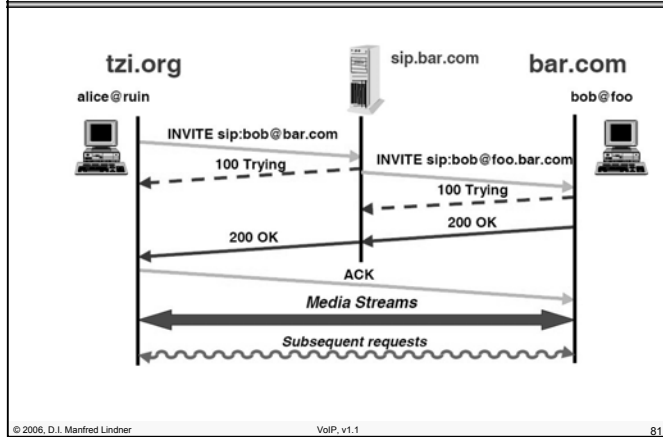 tzi.org
sip.bar.com
bar.com
alice@ruin
bob@foo
INVITE sip:bob@bar.com
100 Trying
INVITE sip:bob@foo.bar.com
100 Trying
200 OK
200 OK
ACK
Media Streams
Subsequent requests
© 2006, D.I. Manfred Lindner
VoIP, v1.1
81